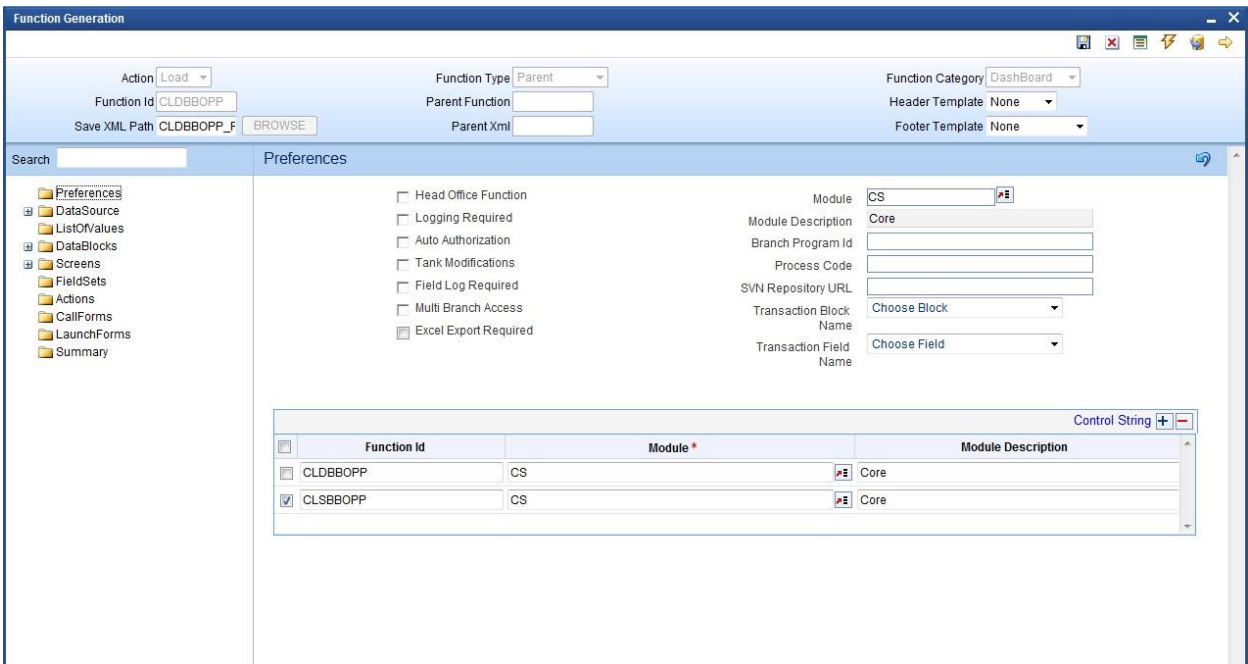 Function Generation
Action Load Function Type Parent Function Category DashBoard
Function Id CLDBBOPP Parent Function Header Template None
Save XML Path CLDBBOPP_F BROWSE Parent Xml Footer Template None
Search Preferences
Preferences
DataSource
ListOfValues
DataBlocks
Screens
FieldSets
Actions
CallForms
LaunchForms
Summary
Head Office Function
Logging Required
Auto Authorization
Tank Modifications
Field Log Required
Multi Branch Access
Excel Export Required
Module CS
Module Description Core
Branch Program Id
Process Code
SVN Repository URL
Transaction Block Choose Block
Name
Transaction Field Choose Field
Name
Control String
Function Id Module * Module Description
CLDBBOPP CS Core
CLSBBOPP CS Core